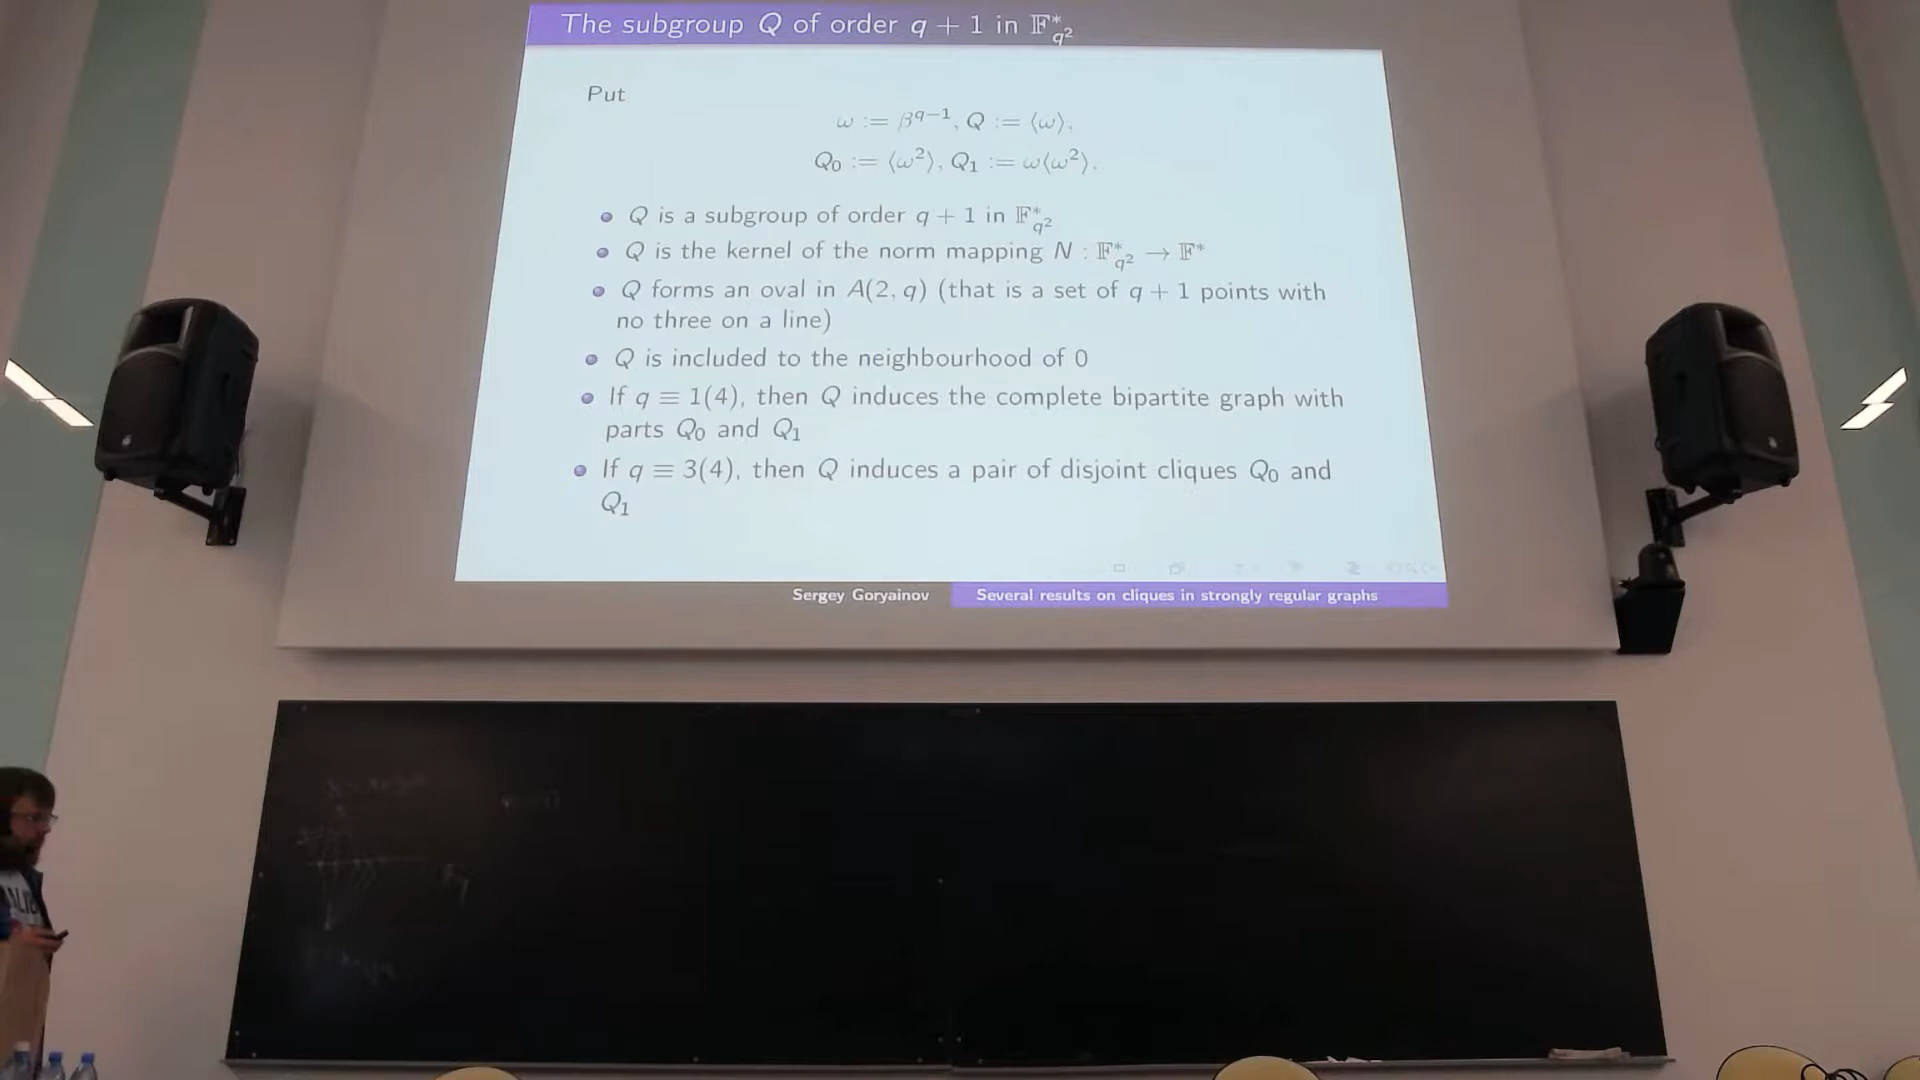 The subgroup Q of order q + 1 in 𝔽*_{q²}
Put
ω := β^{q−1}, Q := ⟨ω⟩,
Q₀ := ⟨ω²⟩, Q₁ := ω⟨ω²⟩.
Q is a subgroup of order q + 1 in 𝔽*_{q²}
Q is the kernel of the norm mapping N : 𝔽*_{q²} → 𝔽*
Q forms an oval in A(2, q) (that is a set of q + 1 points with
no three on a line)
Q is included to the neighbourhood of 0
If q ≡ 1(4), then Q induces the complete bipartite graph with
parts Q₀ and Q₁
If q ≡ 3(4), then Q induces a pair of disjoint cliques Q₀ and
Q₁
Sergey Goryainov Several results on cliques in strongly regular graphs